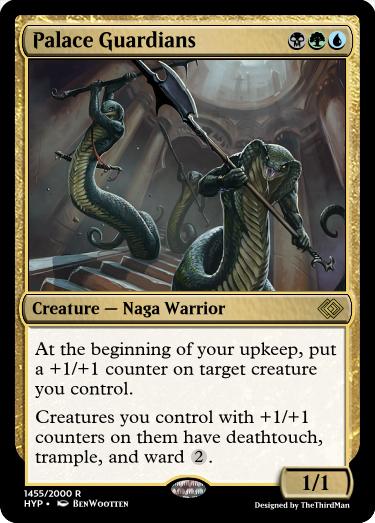 Palace Guardians
Creature — Naga Warrior
At the beginning of your upkeep, put
a +1/+1 counter on target creature
you control.
Creatures you control with +1/+1
counters on them have deathtouch,
trample, and ward 2.
1/1
1455/2000 R
HYP • BenWootten
Designed by TheThirdMan